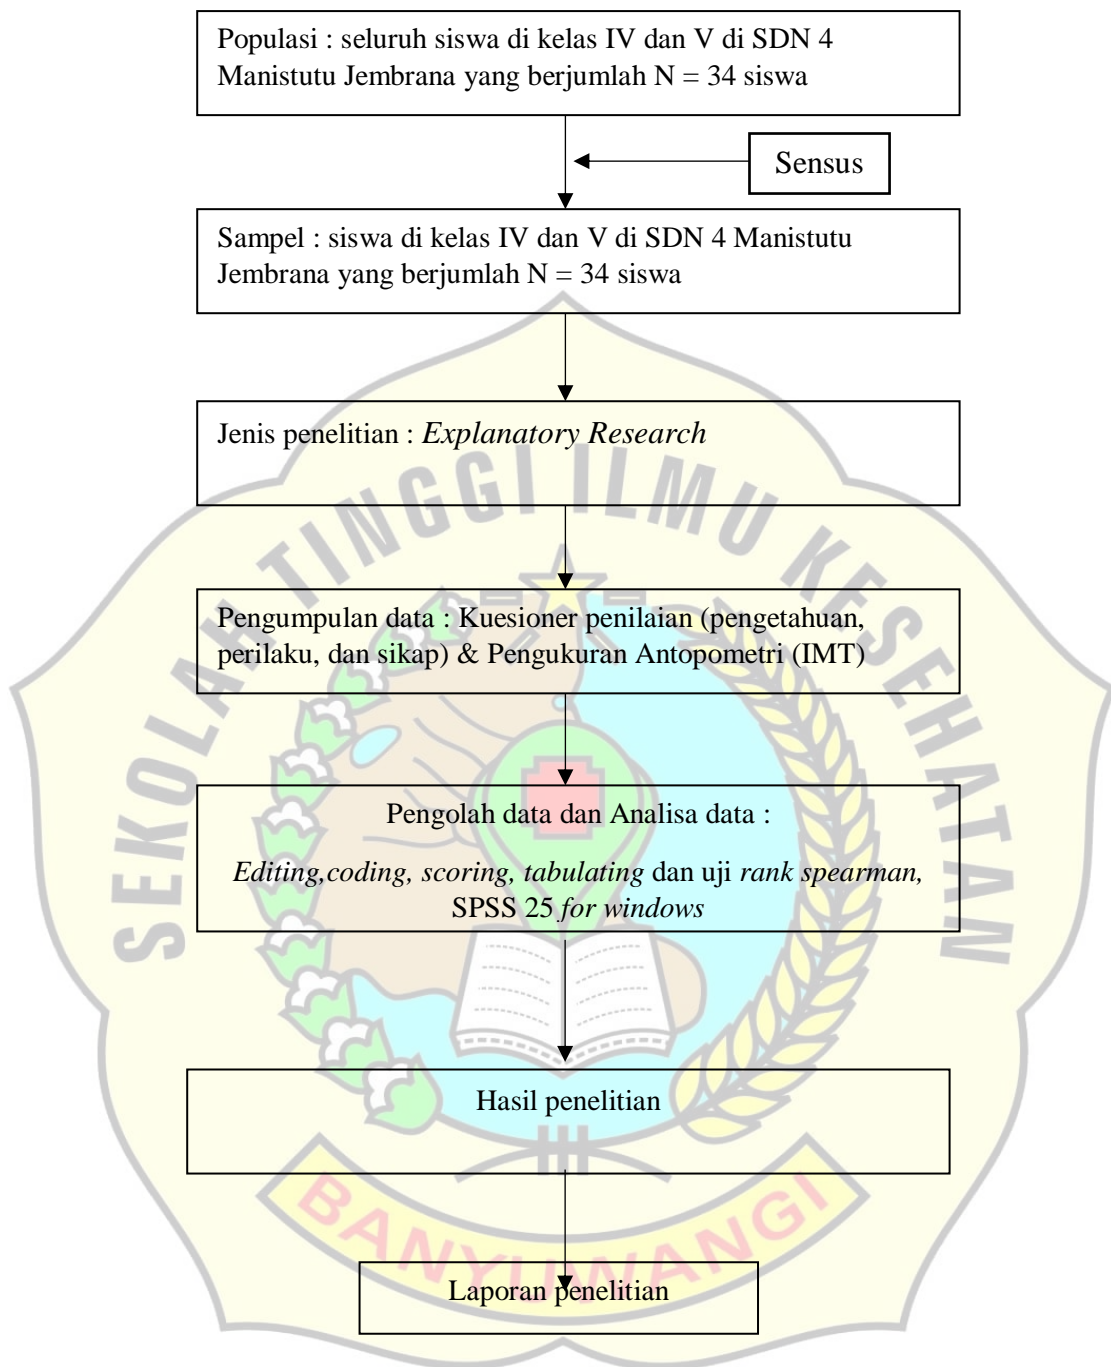 Populasi : seluruh siswa di kelas IV dan V di SDN 4
Manistutu Jembrana yang berjumlah N = 34 siswa
Sensus
Sampel : siswa di kelas IV dan V di SDN 4 Manistutu
Jembrana yang berjumlah N = 34 siswa
Jenis penelitian : Explanatory Research
SEKOLAH TINGGI ILMU KESEHATAN
Pengumpulan data : Kuesioner penilaian (pengetahuan,
perilaku, dan sikap) & Pengukuran Antopometri (IMT)
Pengolah data dan Analisa data :
Editing,coding, scoring, tabulating dan uji rank spearman,
SPSS 25 for windows
Hasil penelitian
BANYUWANGI
Laporan penelitian